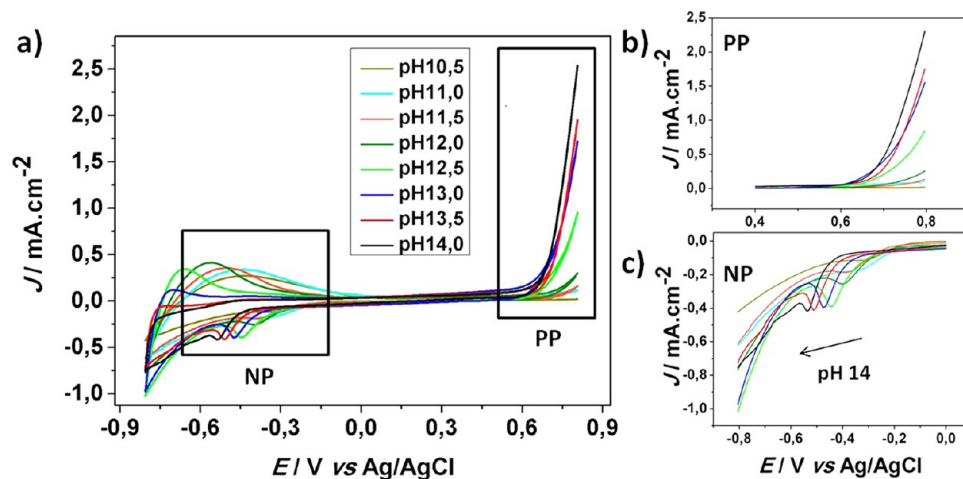 a)
2,5
2,0
1,5
1,0
0,5
0,0
-0,5
-1,0
J / mA.cm-2
pH10,5
pH11,0
pH11,5
pH12,0
pH12,5
pH13,0
pH13,5
pH14,0
NP
PP
-0,9 -0,6 -0,3 0,0 0,3 0,6 0,9
E / V vs Ag/AgCl
b)
PP
2,5
2,0
1,5
1,0
0,5
0,0
J / mA.cm-2
0,4 0,6 0,8
c)
NP
0,0
-0,2
-0,4
-0,6
-0,8
-1,0
J / mA.cm-2
pH 14
-0,8 -0,6 -0,4 -0,2 0,0
E / V vs Ag/AgCl